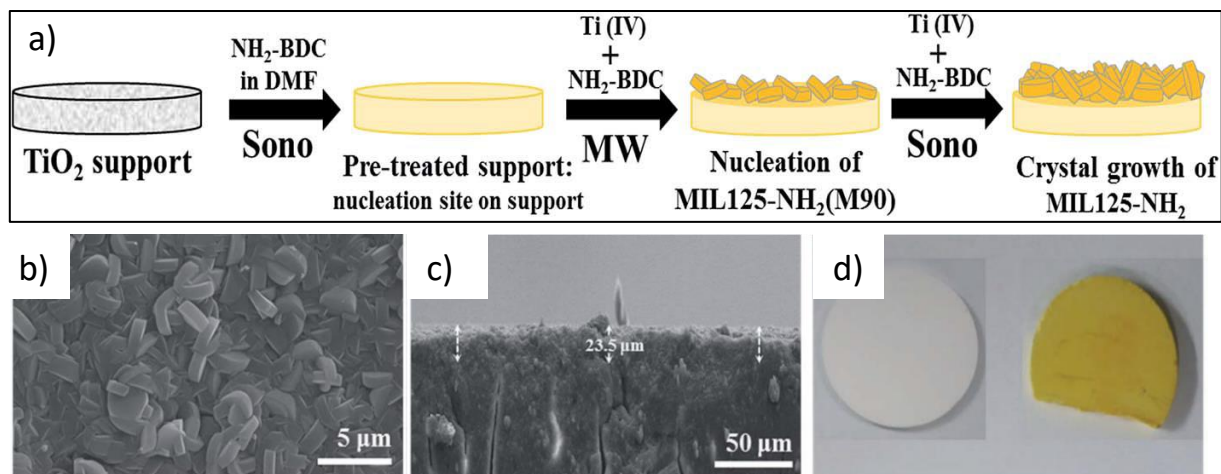 a)
NH₂-BDC
in DMF
Sono
TiO₂ support
Pre-treated support:
nucleation site on support
Ti (IV)
+
NH₂-BDC
MW
Nucleation of
MIL125-NH₂(M90)
Ti (IV)
+
NH₂-BDC
Sono
Crystal growth of
MIL125-NH₂
b)
5 μm
c)
23.5 μm
50 μm
d)